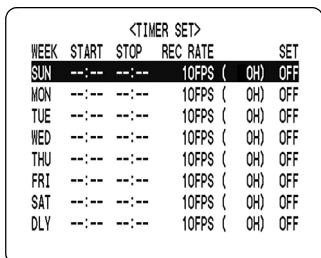 <TIMER SET>
WEEK START STOP REC RATE SET
SUN --:-- --:-- 10FPS ( 0H) OFF
MON --:-- --:-- 10FPS ( 0H) OFF
TUE --:-- --:-- 10FPS ( 0H) OFF
WED --:-- --:-- 10FPS ( 0H) OFF
THU --:-- --:-- 10FPS ( 0H) OFF
FRI --:-- --:-- 10FPS ( 0H) OFF
SAT --:-- --:-- 10FPS ( 0H) OFF
DLY --:-- --:-- 10FPS ( 0H) OFF